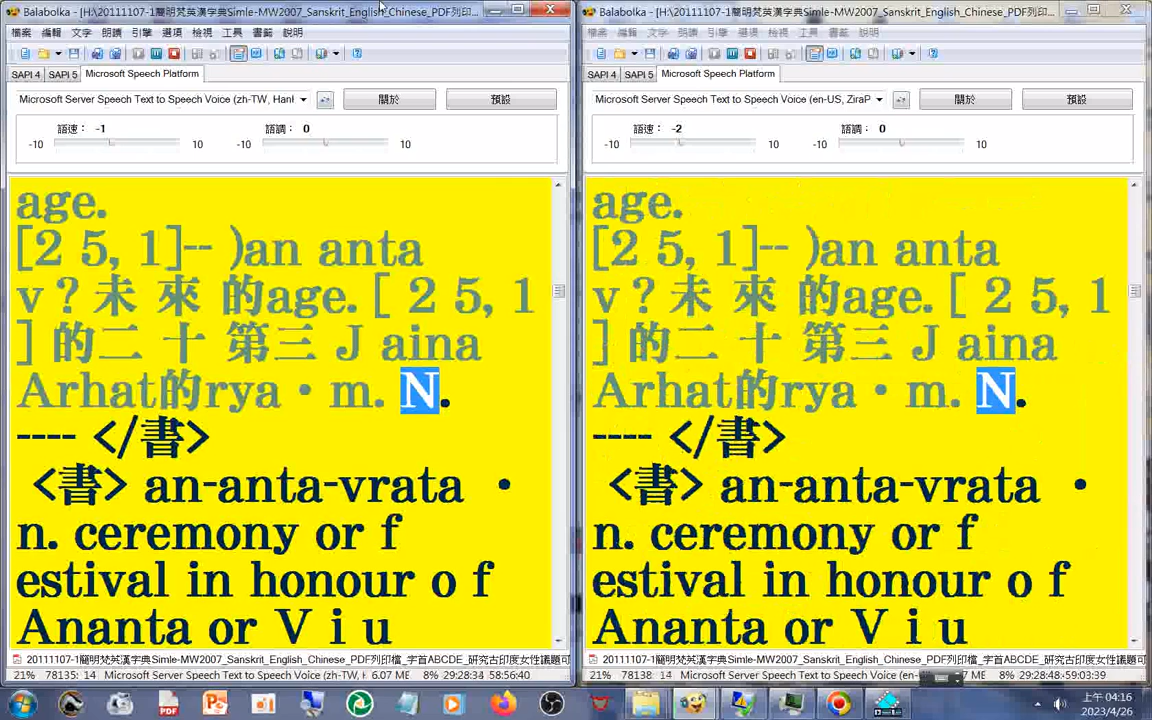 Balabolka - [H:\20111107-1簡明梵英漢字典Simle-MW2007_Sanskrit_English_Chinese_PDF列印...
檔案 編輯 文字 朗讀 引擎 選項 檢視 工具 書籤 說明
SAPI 4 SAPI 5 Microsoft Speech Platform
Microsoft Server Speech Text to Speech Voice (zh-TW, HanH 關於 預設
語速： -1 語調： 0
-10 10 -10 10
age.
[2 5, 1]-- )an anta
v？未 來 的age. [ 2 5, 1
] 的二 十 第三 J aina
Arhat的rya • m. N.
---- </書>
<書> an-anta-vrata •
n. ceremony or f
estival in honour o f
Ananta or V i u
20111107-1簡明梵英漢字典Simle-MW2007_Sanskrit_English_Chinese_PDF列印檔_字首ABCDE_研究古印度女性議題可
21% 78135: 14 Microsoft Server Speech Text to Speech Voice (zh-TW, H 6.07 ME 8% 29:28:34 58:56:40
Balabolka - [H:\20111107-1簡明梵英漢字典Simle-MW2007_Sanskrit_English_Chinese_PDF列印...
檔案 編輯 文字 朗讀 引擎 選項 檢視 工具 書籤 說明
SAPI 4 SAPI 5 Microsoft Speech Platform
Microsoft Server Speech Text to Speech Voice (en-US, ZiraP 關於 預設
語速： -2 語調： 0
-10 10 -10 10
age.
[2 5, 1]-- )an anta
v？未 來 的age. [ 2 5, 1
] 的二 十 第三 J aina
Arhat的rya • m. N.
---- </書>
<書> an-anta-vrata •
n. ceremony or f
estival in honour o f
Ananta or V i u
20111107-1簡明梵英漢字典Simle-MW2007_Sanskrit_English_Chinese_PDF列印檔_字首ABCDE_研究古印度女性議題可
21% 78138: 14 Microsoft Server Speech Text to Speech Voice (en-US, 8% 29:28:48 59:03:39
上午 04:16
2023/4/26